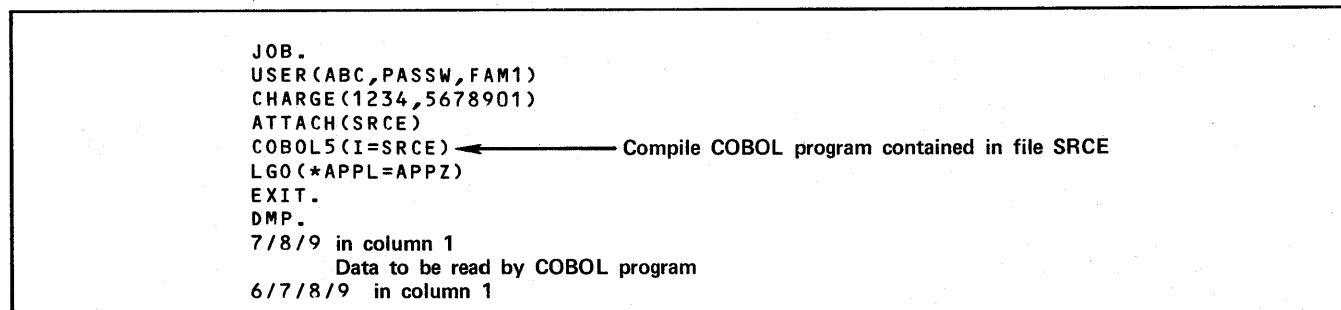 JOB.
USER(ABC,PASSW,FAM1)
CHARGE(1234,5678901)
ATTACH(SRCE)
COBOL5(I=SRCE) Compile COBOL program contained in file SRCE
LGO(*APPL=APPZ)
EXIT.
DMP.
7/8/9 in column 1
Data to be read by COBOL program
6/7/8/9 in column 1